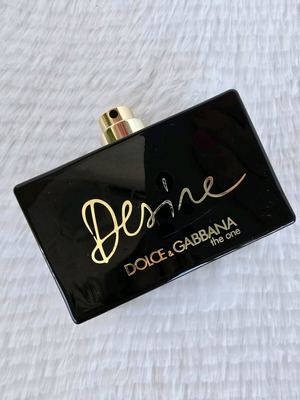 Desire
DOLCE & GABBANA
the one